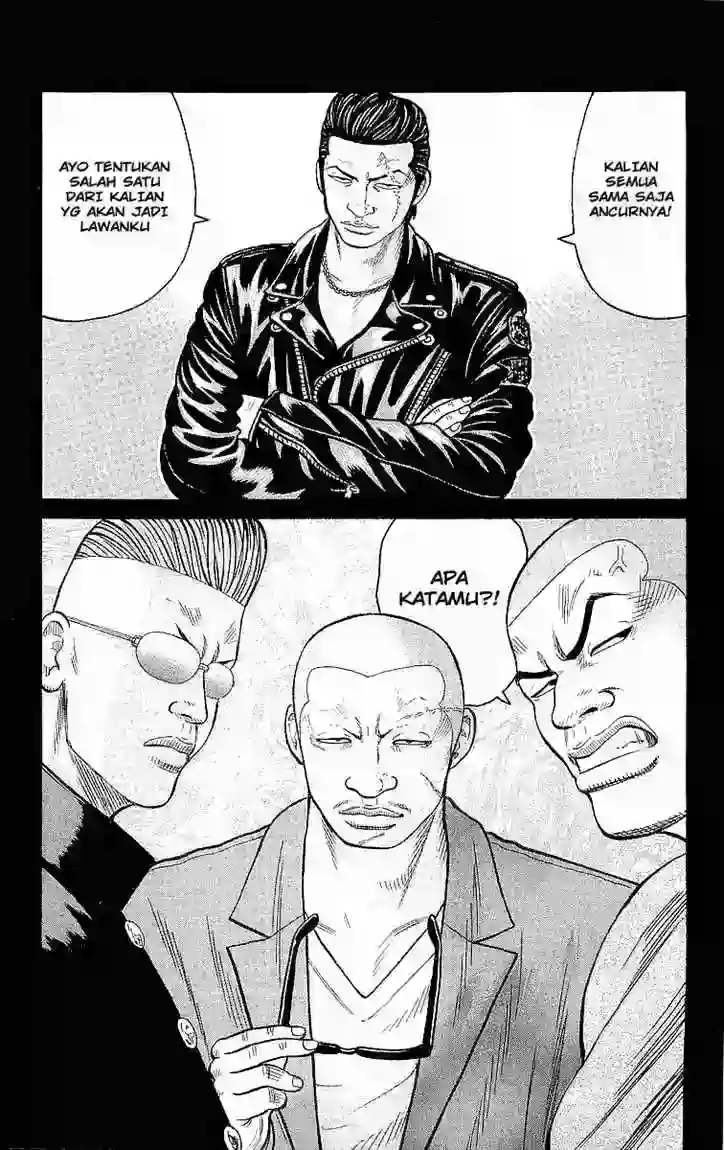 KALIAN
SEMUA
SAMA SAJA
ANCURNYA!
AYO TENTUKAN
SALAH SATU
DARI KALIAN
YG AKAN JADI
LAWANKU
APA
KATAMU?!